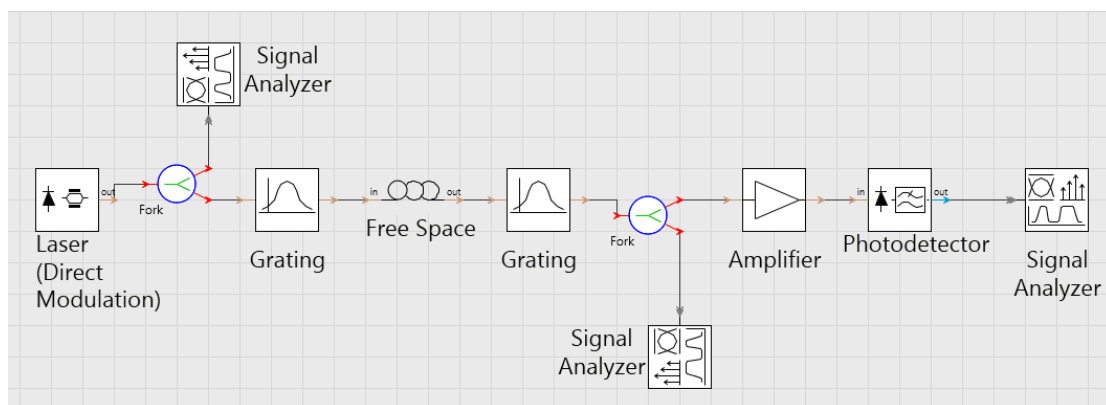 Signal
Analyzer
out
Fork
Laser
(Direct
Modulation)
Grating
in
out
Free Space
Grating
Fork
Amplifier
in
out
Photodetector
Signal
Analyzer
Signal
Analyzer